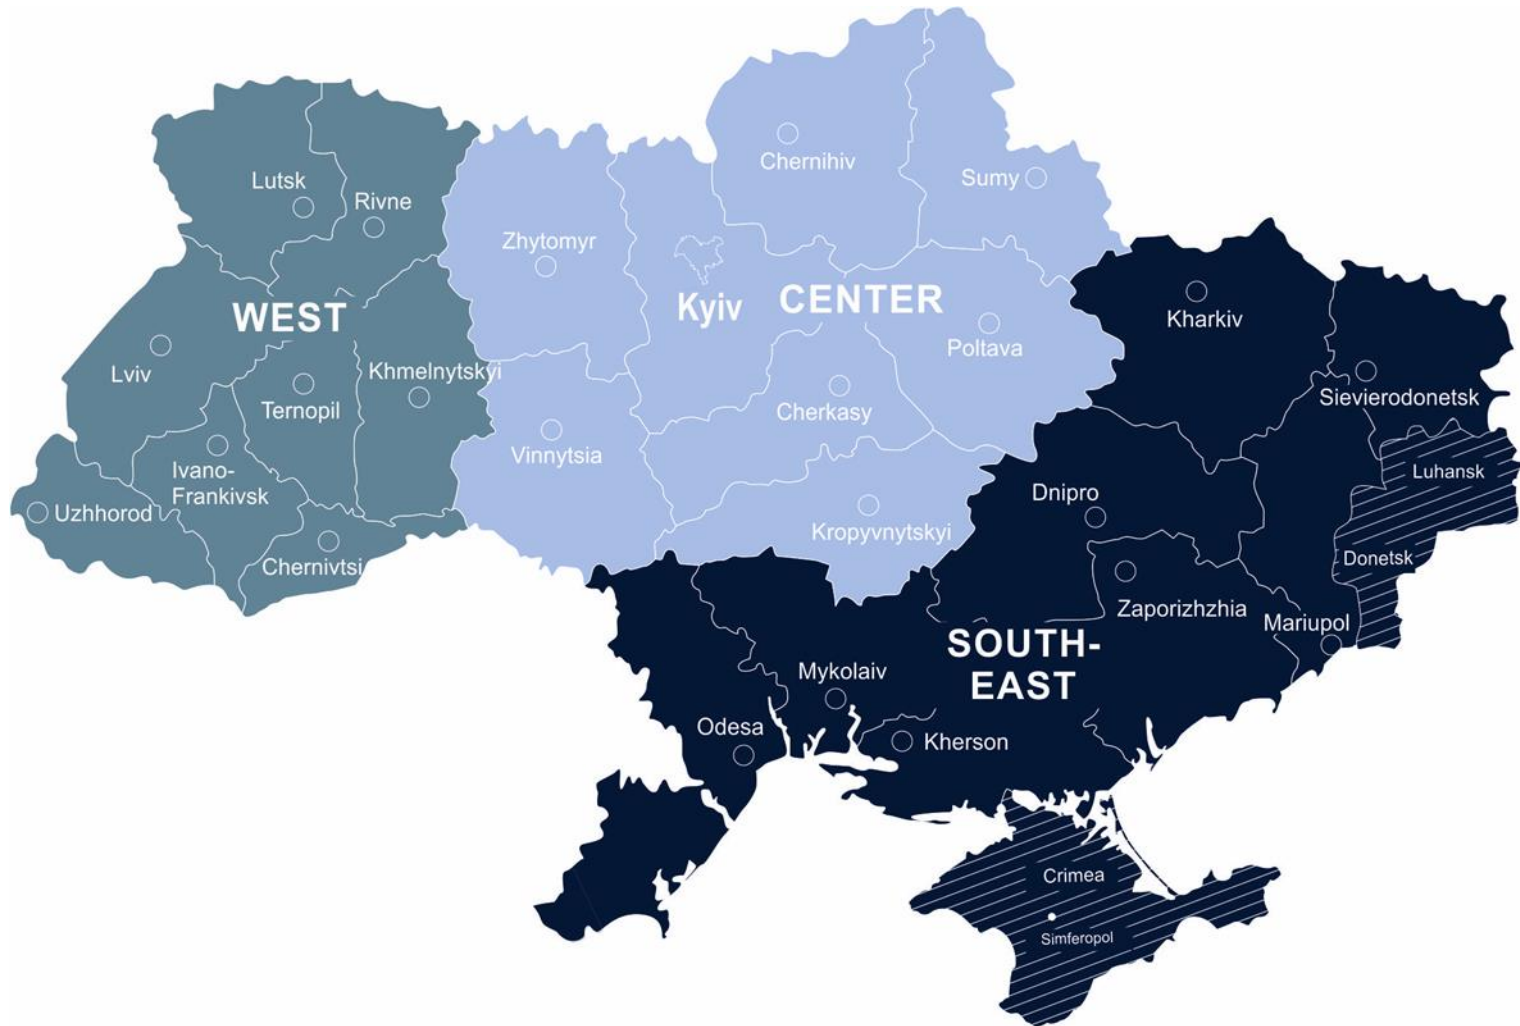 Chernihiv
Sumy
Lutsk
Rivne
Zhytomyr
WEST
Kyiv
CENTER
Kharkiv
Poltava
Lviv
Khmelnytskyi
Ternopil
Cherkasy
Sievierodonetsk
Vinnytsia
Ivano-
Frankivsk
Luhansk
Uzhhorod
Dnipro
Kropyvnytskyi
Chernivtsi
Donetsk
Zaporizhzhia
Mariupol
SOUTH-
EAST
Mykolaiv
Odesa
Kherson
Crimea
Simferopol